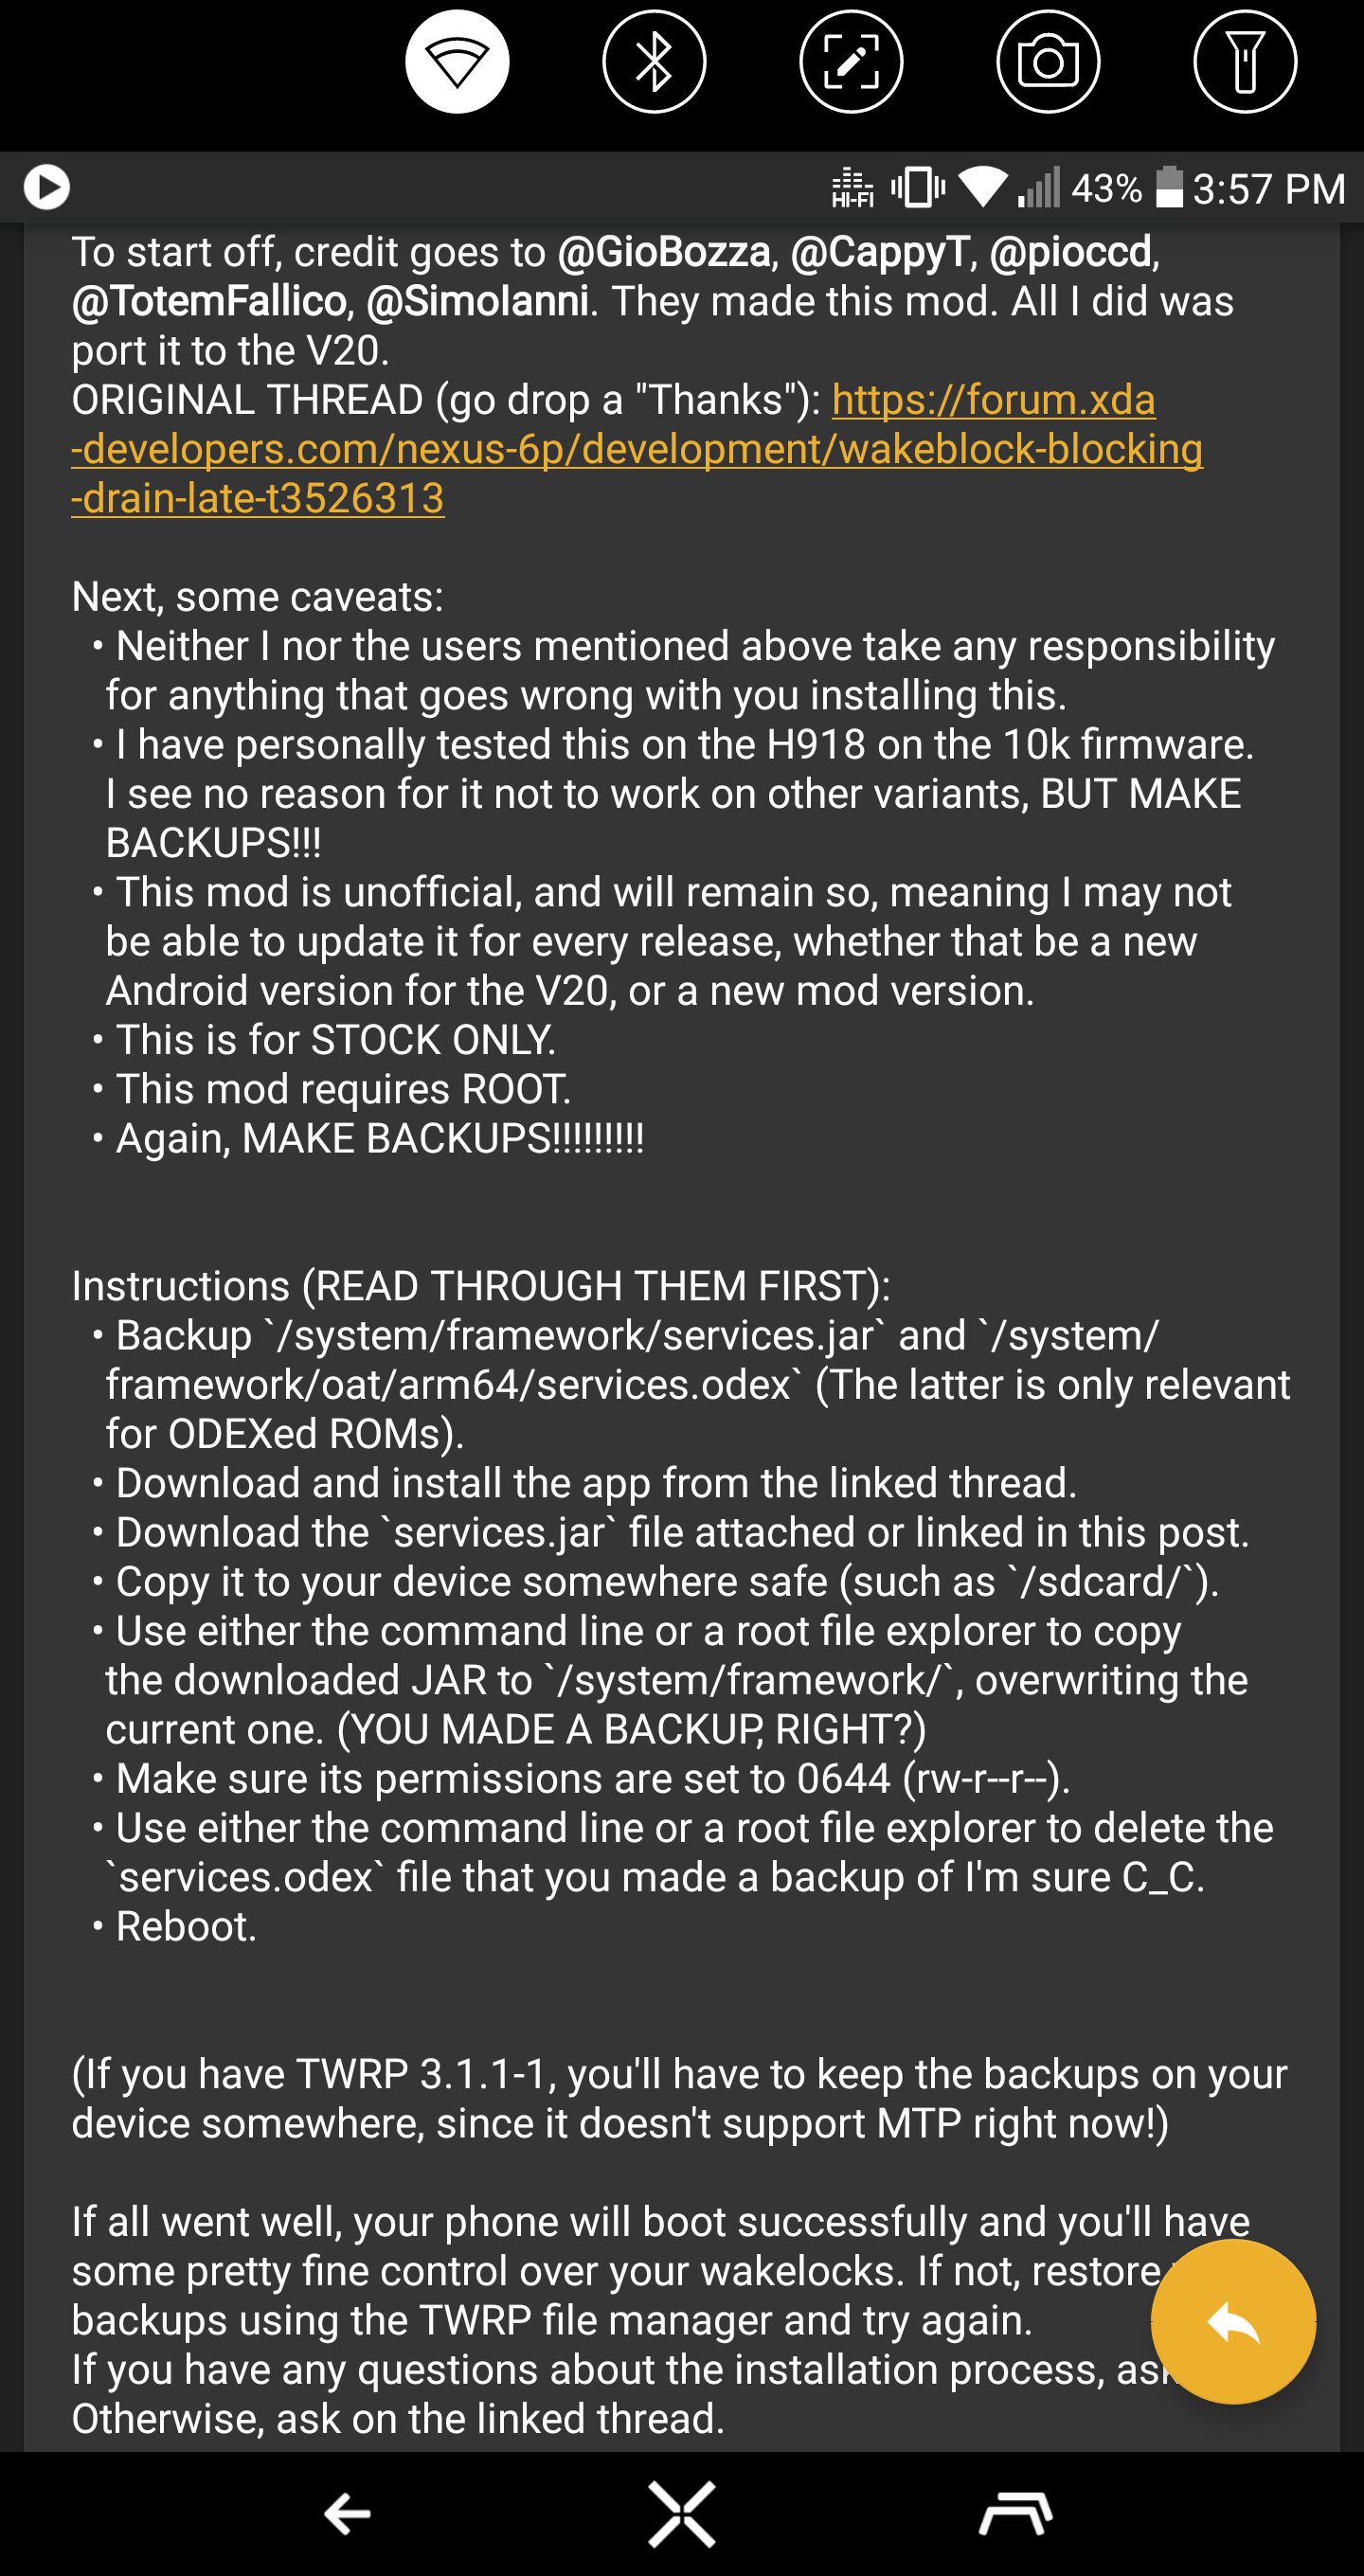 HI-FI 43% 3:57 PM
To start off, credit goes to @GioBozza, @CappyT, @pioccd,
@TotemFallico, @SimoIanni. They made this mod. All I did was
port it to the V20.
ORIGINAL THREAD (go drop a "Thanks"): https://forum.xda
-developers.com/nexus-6p/development/wakeblock-blocking
-drain-late-t3526313
Next, some caveats:
• Neither I nor the users mentioned above take any responsibility
for anything that goes wrong with you installing this.
• I have personally tested this on the H918 on the 10k firmware.
I see no reason for it not to work on other variants, BUT MAKE
BACKUPS!!!
• This mod is unofficial, and will remain so, meaning I may not
be able to update it for every release, whether that be a new
Android version for the V20, or a new mod version.
• This is for STOCK ONLY.
• This mod requires ROOT.
• Again, MAKE BACKUPS!!!!!!!!!
Instructions (READ THROUGH THEM FIRST):
• Backup `/system/framework/services.jar` and `/system/
framework/oat/arm64/services.odex` (The latter is only relevant
for ODEXed ROMs).
• Download and install the app from the linked thread.
• Download the `services.jar` file attached or linked in this post.
• Copy it to your device somewhere safe (such as `/sdcard/`).
• Use either the command line or a root file explorer to copy
the downloaded JAR to `/system/framework/`, overwriting the
current one. (YOU MADE A BACKUP, RIGHT?)
• Make sure its permissions are set to 0644 (rw-r--r--).
• Use either the command line or a root file explorer to delete the
`services.odex` file that you made a backup of I'm sure C_C.
• Reboot.
(If you have TWRP 3.1.1-1, you'll have to keep the backups on your
device somewhere, since it doesn't support MTP right now!)
If all went well, your phone will boot successfully and you'll have
some pretty fine control over your wakelocks. If not, restore
backups using the TWRP file manager and try again.
If you have any questions about the installation process,
Otherwise, ask on the linked thread.